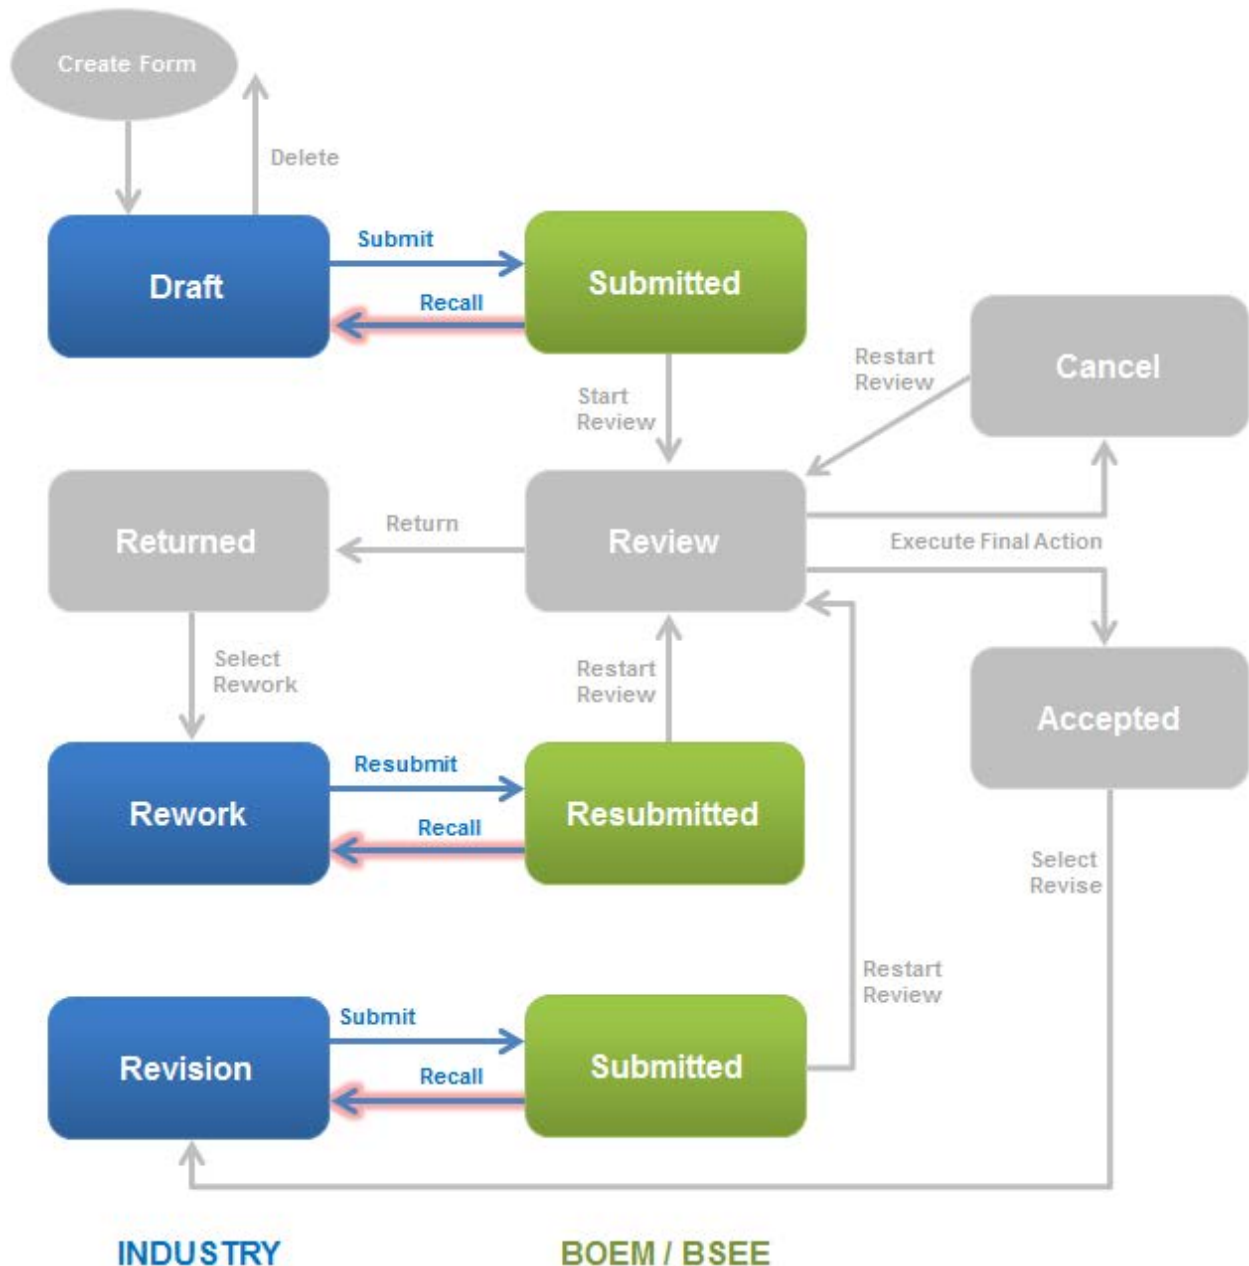 Create Form
Delete
Submit
Draft
Submitted
Recall
Restart
Review
Cancel
Start
Review
Returned
Return
Review
Execute Final Action
Select
Rework
Restart
Review
Accepted
Resubmit
Rework
Resubmitted
Recall
Select
Revise
Restart
Review
Submit
Revision
Submitted
Recall
INDUSTRY
BOEM / BSEE